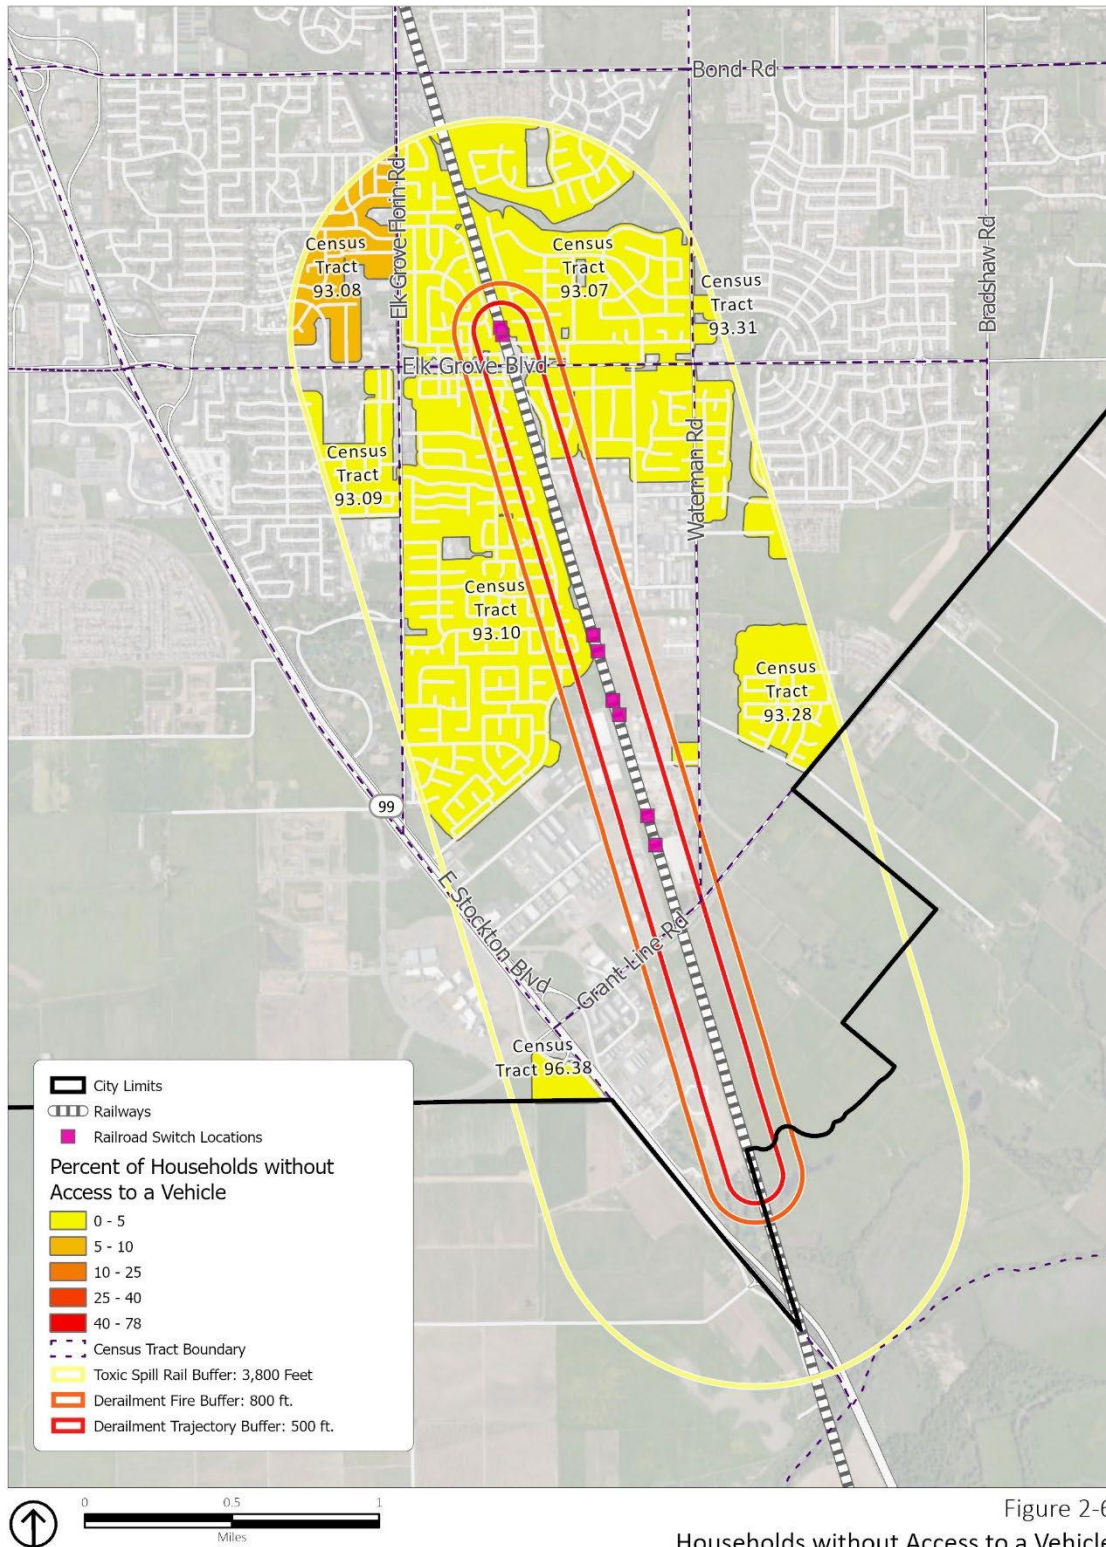 Bond Rd
Elk Grove Florin Rd
Census
Tract
93.08
Census
Tract
93.07
Census
Tract
93.31
Bradshaw Rd
Elk Grove Blvd
Census
Tract
93.09
Waterman Rd
Census
Tract
93.10
Census
Tract
93.28
99
E Stockton Blvd
Grant Line Rd
Census
Tract 96.38
City Limits
Railways
Railroad Switch Locations
Percent of Households without
Access to a Vehicle
0 - 5
5 - 10
10 - 25
25 - 40
40 - 78
Census Tract Boundary
Toxic Spill Rail Buffer: 3,800 Feet
Derailment Fire Buffer: 800 ft.
Derailment Trajectory Buffer: 500 ft.
0 0.5 1
Miles
Figure 2-6
Households without Access to a Vehicle